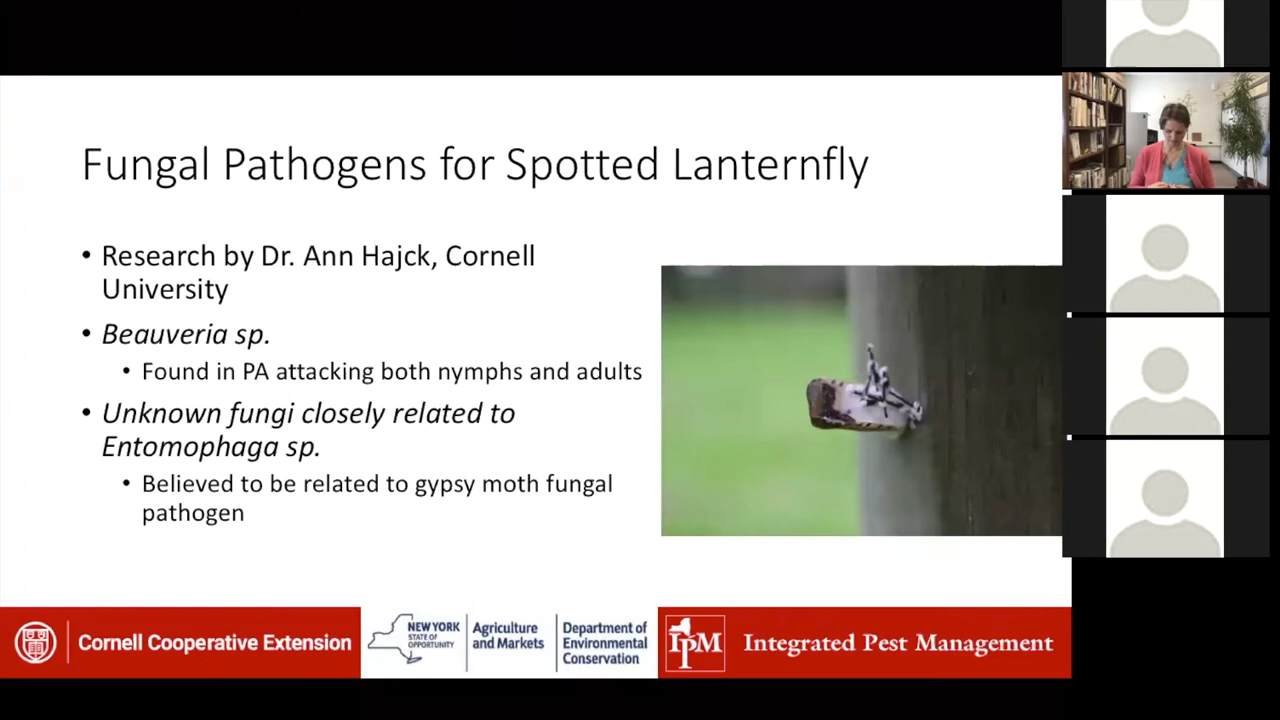 Fungal Pathogens for Spotted Lanternfly
• Research by Dr. Ann Hajck, Cornell
University
• Beauveria sp.
• Found in PA attacking both nymphs and adults
• Unknown fungi closely related to
Entomophaga sp.
• Believed to be related to gypsy moth fungal
pathogen
Cornell Cooperative Extension
NEW YORK
STATE OF
OPPORTUNITY
Agriculture
and Markets
Department of
Environmental
Conservation
IPM
Integrated Pest Management